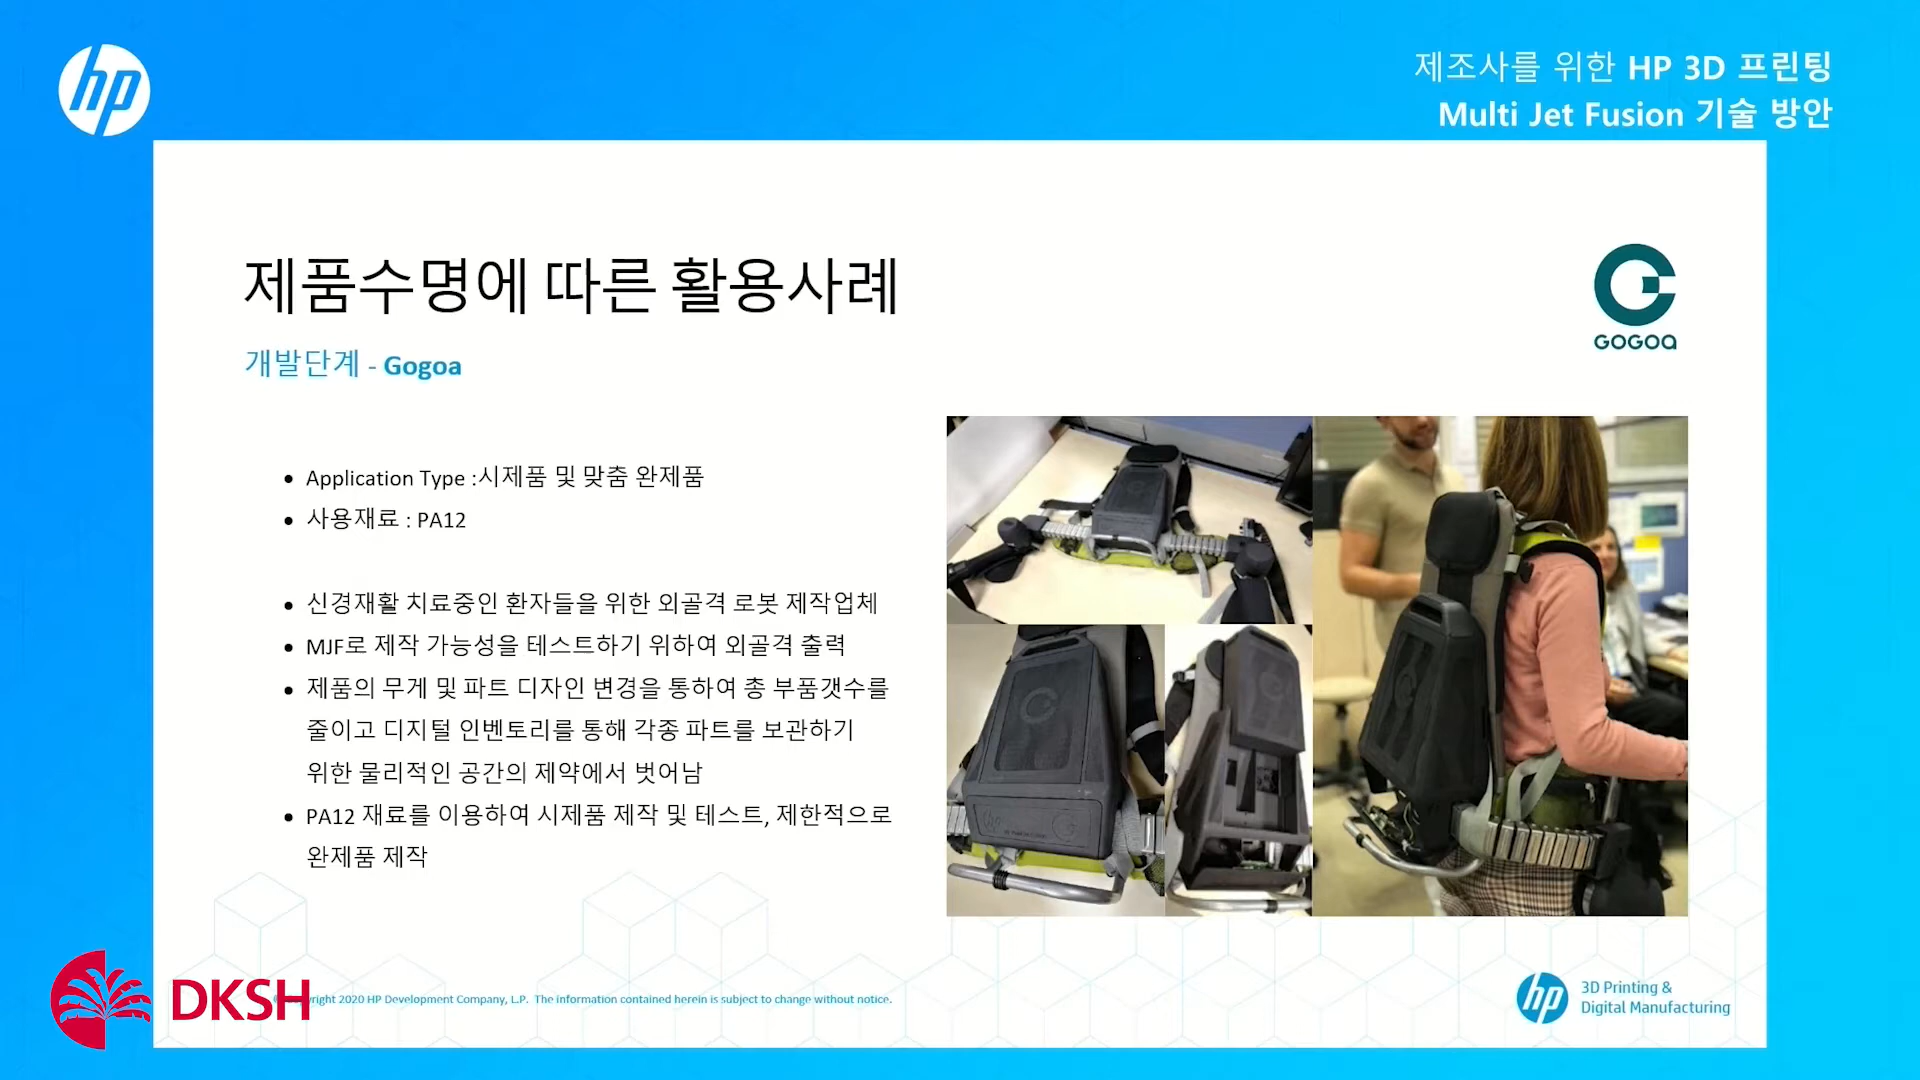 hp
제조사를 위한 HP 3D 프린팅
Multi Jet Fusion 기술 방안
제품수명에 따른 활용사례
GOGOA
개발단계 - Gogoa
• Application Type :시제품 및 맞춤 완제품
• 사용재료 : PA12
• 신경재활 치료중인 환자들을 위한 외골격 로봇 제작업체
• MJF로 제작 가능성을 테스트하기 위하여 외골격 출력
• 제품의 무게 및 파트 디자인 변경을 통하여 총 부품갯수를
줄이고 디지털 인벤토리를 통해 각종 파트를 보관하기
위한 물리적인 공간의 제약에서 벗어남
• PA12 재료를 이용하여 시제품 제작 및 테스트, 제한적으로
완제품 제작
DKSH
2020 HP Development Company, L.P. The information contained herein is subject to change without notice.
hp
3D Printing &
Digital Manufacturing